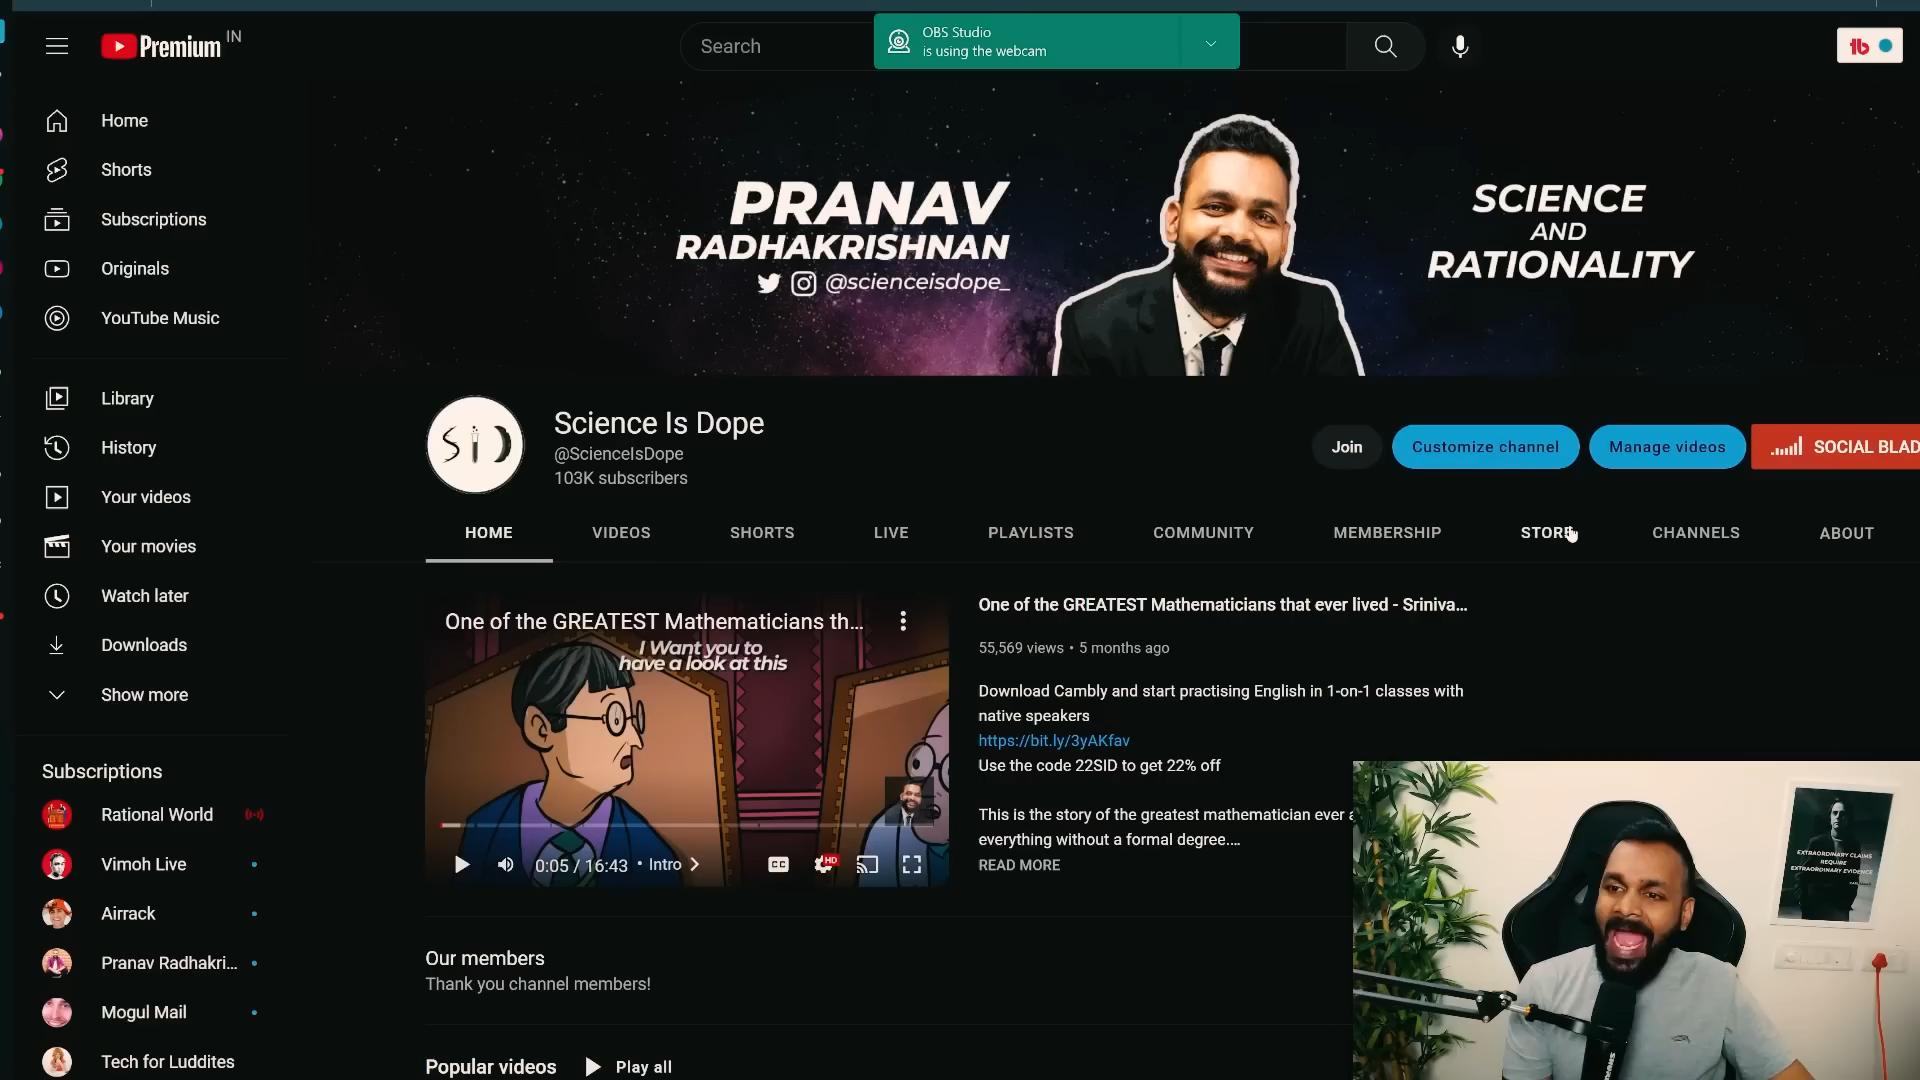 Premium IN
Search
OBS Studio
is using the webcam
Home
Shorts
Subscriptions
Originals
YouTube Music
Library
History
Your videos
Your movies
Watch later
Downloads
Show more
Subscriptions
Rational World
Vimoh Live
Airrack
Pranav Radhakri...
Mogul Mail
Tech for Luddites
PRANAV
RADHAKRISHNAN
@scienceisdope_
SCIENCE
AND
RATIONALITY
SiD
Science Is Dope
@ScienceIsDope
103K subscribers
Join
Customize channel
Manage videos
SOCIAL BLAD
HOME
VIDEOS
SHORTS
LIVE
PLAYLISTS
COMMUNITY
MEMBERSHIP
STORE
CHANNELS
ABOUT
One of the GREATEST Mathematicians th...
I Want you to
have a look at this
0:05 / 16:43 • Intro
CC
HD
One of the GREATEST Mathematicians that ever lived - Sriniva...
55,569 views • 5 months ago
Download Cambly and start practising English in 1-on-1 classes with
native speakers
https://bit.ly/3yAKfav
Use the code 22SID to get 22% off
This is the story of the greatest mathematician ever a
everything without a formal degree....
READ MORE
Our members
Thank you channel members!
Popular videos
Play all
EXTRAORDINARY CLAIMS
REQUIRE
EXTRAORDINARY EVIDENCE